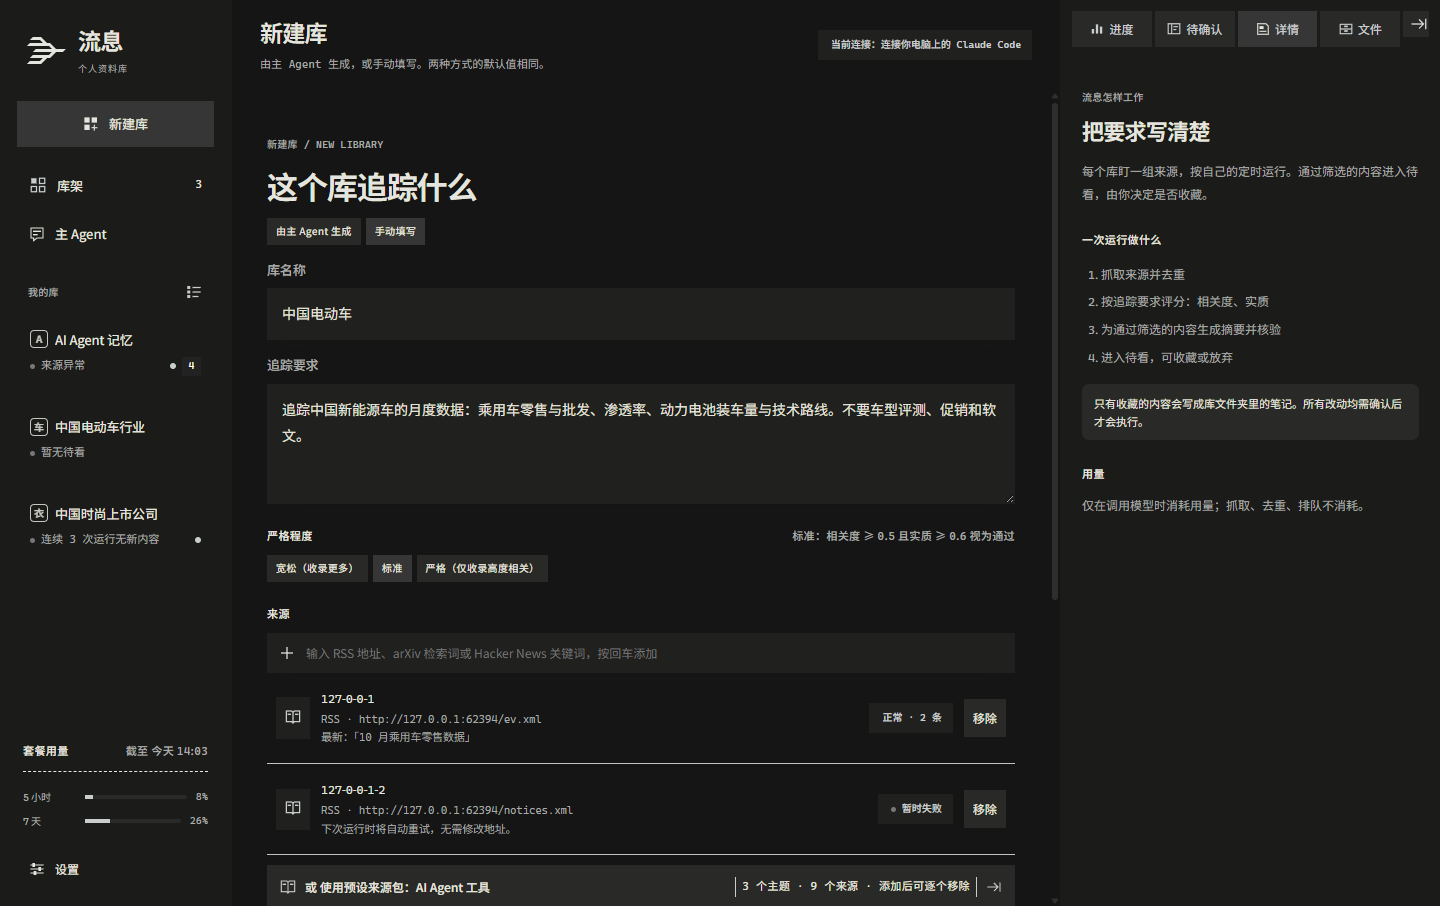 流息
个人资料库
新建库
库架 3
主 Agent
我的库
A AI Agent 记忆
来源异常 4
车 中国电动车行业
暂无待看
衣 中国时尚上市公司
连续 3 次运行无新内容
套餐用量 截至 今天 14:03
5 小时 8%
7 天 26%
设置
新建库
由主 Agent 生成，或手动填写。两种方式的默认值相同。
当前连接：连接你电脑上的 Claude Code
新建库 / NEW LIBRARY
这个库追踪什么
由主 Agent 生成 手动填写
库名称
中国电动车
追踪要求
追踪中国新能源车的月度数据：乘用车零售与批发、渗透率、动力电池装车量与技术路线。不要车型评测、促销和软
文。
严格程度 标准：相关度 ≥ 0.5 且实质 ≥ 0.6 视为通过
宽松（收录更多） 标准 严格（仅收录高度相关）
来源
输入 RSS 地址、arXiv 检索词或 Hacker News 关键词，按回车添加
127-0-0-1
RSS · http://127.0.0.1:62394/ev.xml
最新：「10 月乘用车零售数据」
正常 · 2 条 移除
127-0-0-1-2
RSS · http://127.0.0.1:62394/notices.xml
下次运行时将自动重试，无需修改地址。
暂时失败 移除
或 使用预设来源包：AI Agent 工具 3 个主题 · 9 个来源 · 添加后可逐个移除
进度 待确认 详情 文件
流息怎样工作
把要求写清楚
每个库盯一组来源，按自己的定时运行。通过筛选的内容进入待
看，由你决定是否收藏。
一次运行做什么
1. 抓取来源并去重
2. 按追踪要求评分：相关度、实质
3. 为通过筛选的内容生成摘要并核验
4. 进入待看，可收藏或放弃
只有收藏的内容会写成库文件夹里的笔记。所有改动均需确认后
才会执行。
用量
仅在调用模型时消耗用量；抓取、去重、排队不消耗。